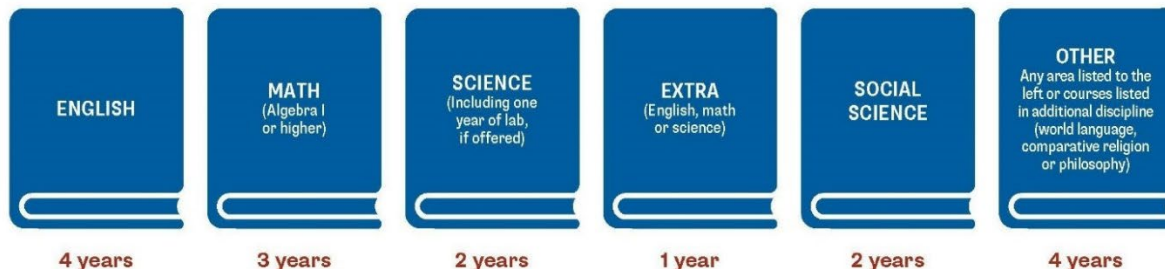 ENGLISH
MATH
(Algebra I
or higher)
SCIENCE
(Including one
year of lab,
if offered)
EXTRA
(English, math
or science)
SOCIAL
SCIENCE
OTHER
Any area listed to the
left or courses listed
in additional discipline
(world language,
comparative religion
or philosophy)
4 years
3 years
2 years
1 year
2 years
4 years